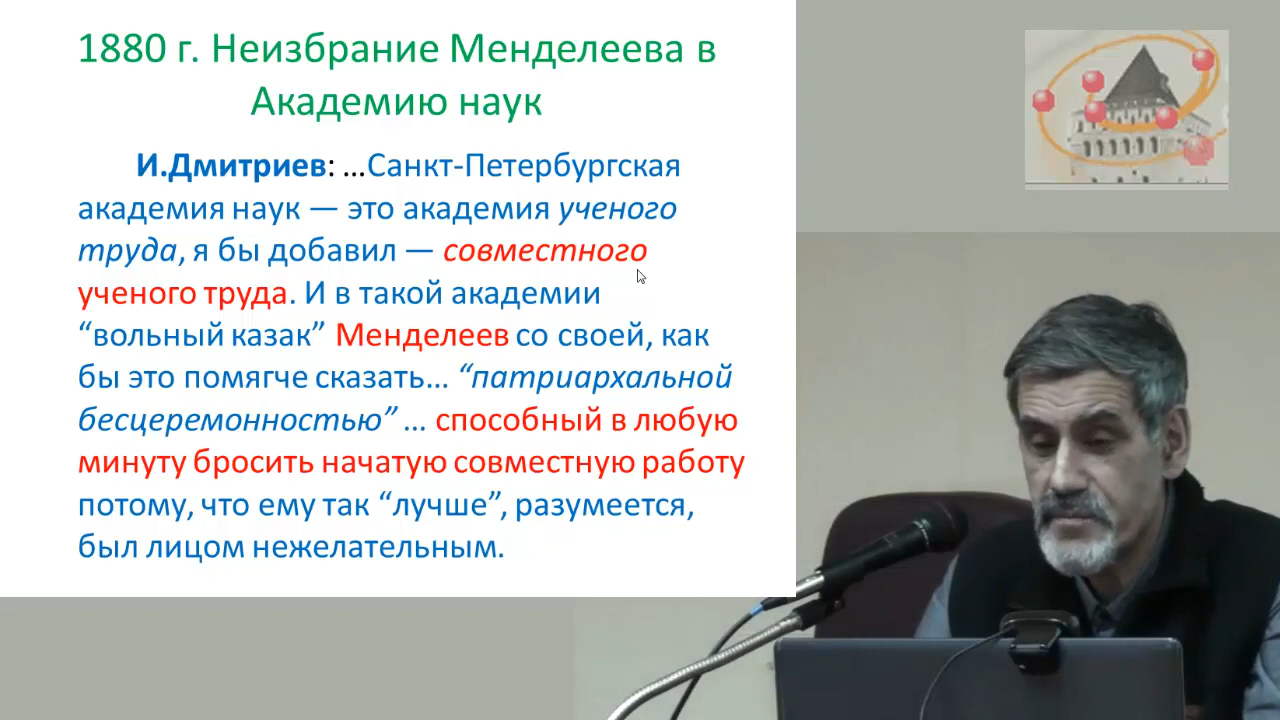 1880 г. Неизбрание Менделеева в
Академию наук
И.Дмитриев: …Санкт-Петербургская
академия наук — это академия ученого
труда, я бы добавил — совместного
ученого труда. И в такой академии
“вольный казак” Менделеев со своей, как
бы это помягче сказать… “патриархальной
бесцеремонностью” … способный в любую
минуту бросить начатую совместную работу
потому, что ему так “лучше”, разумеется,
был лицом нежелательным.